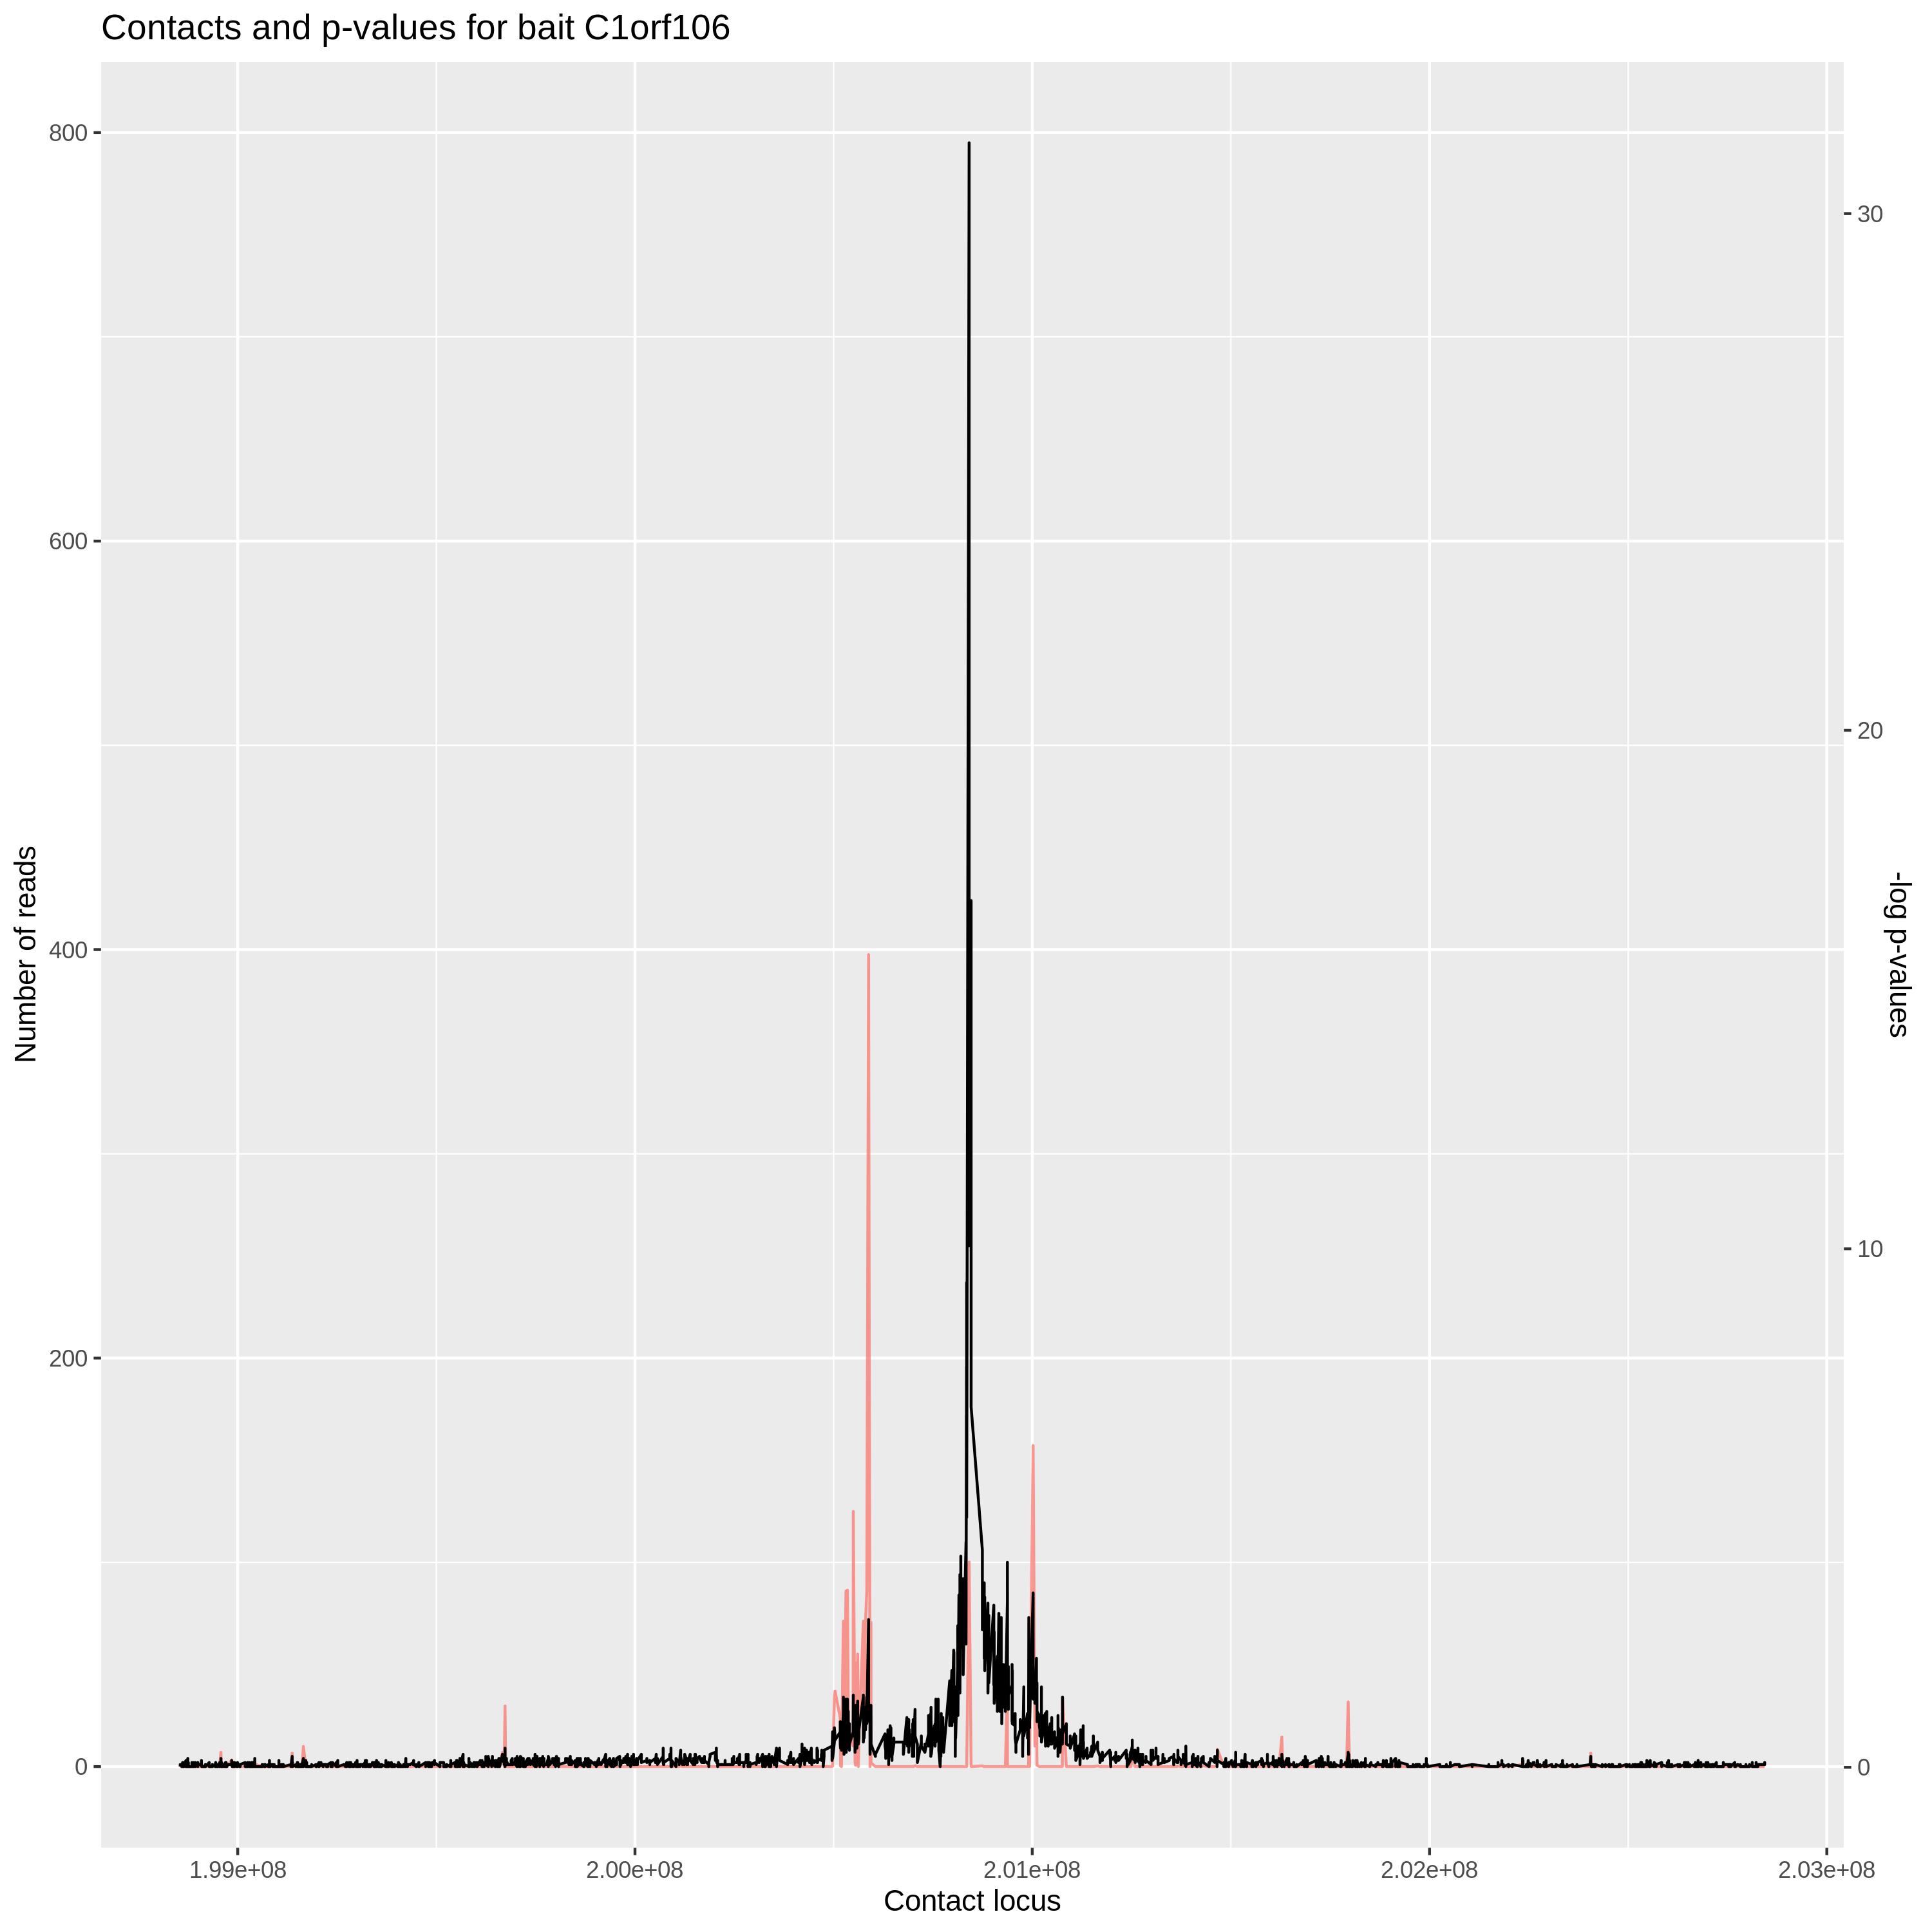 Contacts and p-values for bait C1orf106
800
600
400
200
0
Number of reads
30
20
10
0
-log p-values
1.99e+08
2.00e+08
2.01e+08
2.02e+08
2.03e+08
Contact locus